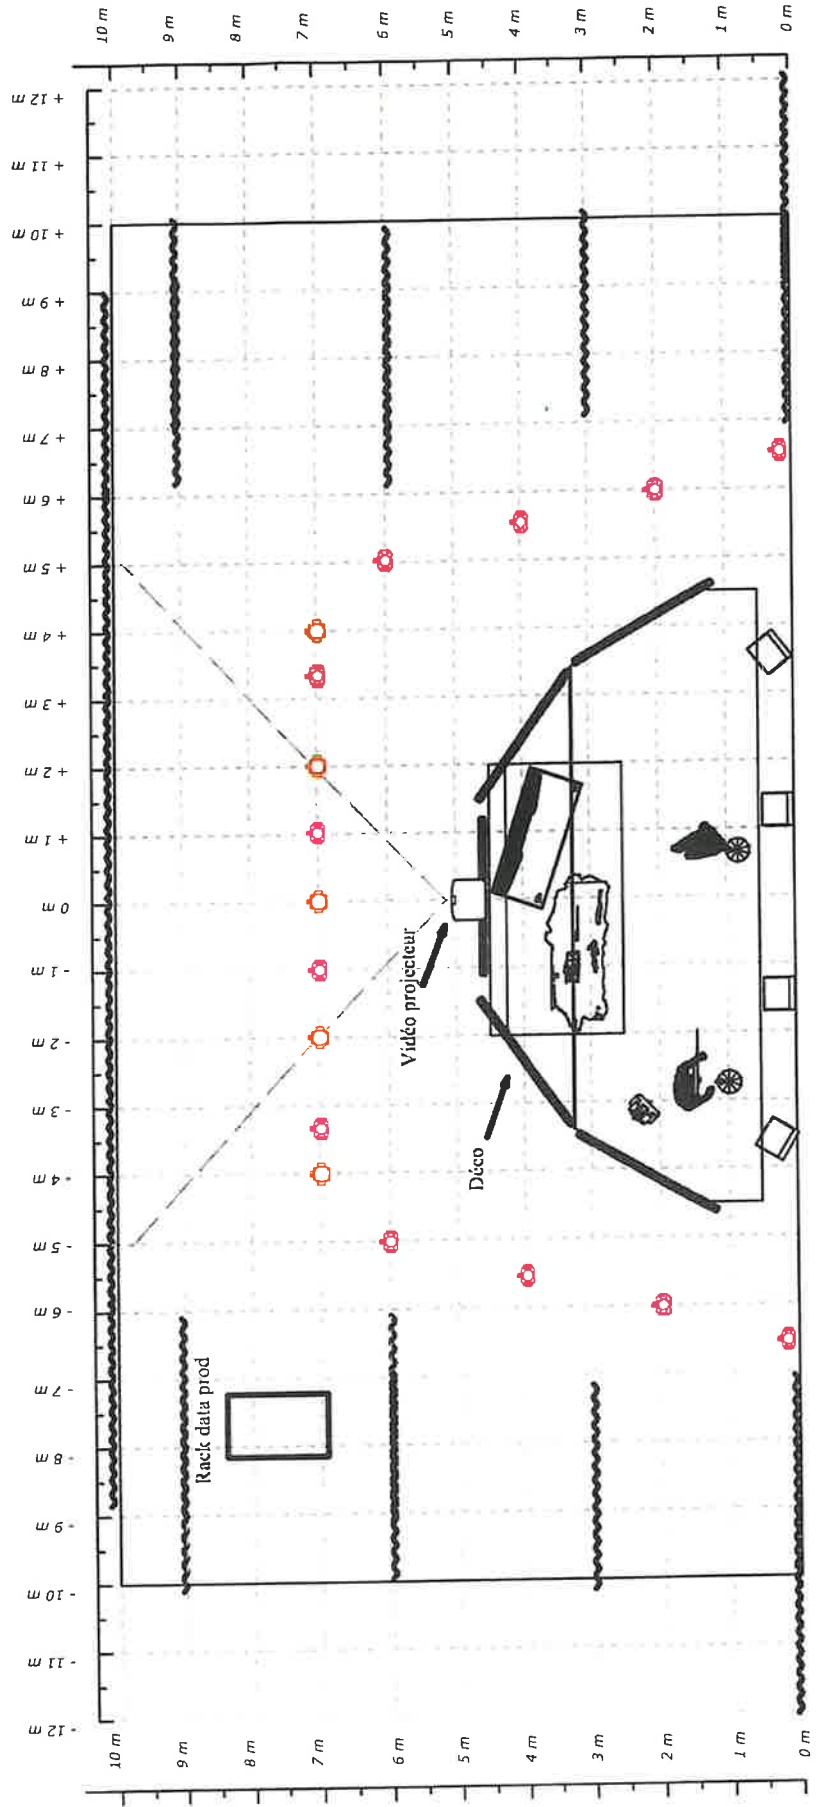 10 m
9 m
8 m
7 m
6 m
5 m
4 m
3 m
2 m
1 m
0 m
+ 12 m
+ 11 m
+ 10 m
+ 9 m
+ 8 m
+ 7 m
+ 6 m
+ 5 m
+ 4 m
+ 3 m
+ 2 m
+ 1 m
0 m
- 1 m
- 2 m
- 3 m
- 4 m
- 5 m
- 6 m
- 7 m
- 8 m
- 9 m
- 10 m
- 11 m
- 12 m
Vidéo projecteur
Déco
Rack data prod
10 m
9 m
8 m
7 m
6 m
5 m
4 m
3 m
2 m
1 m
0 m